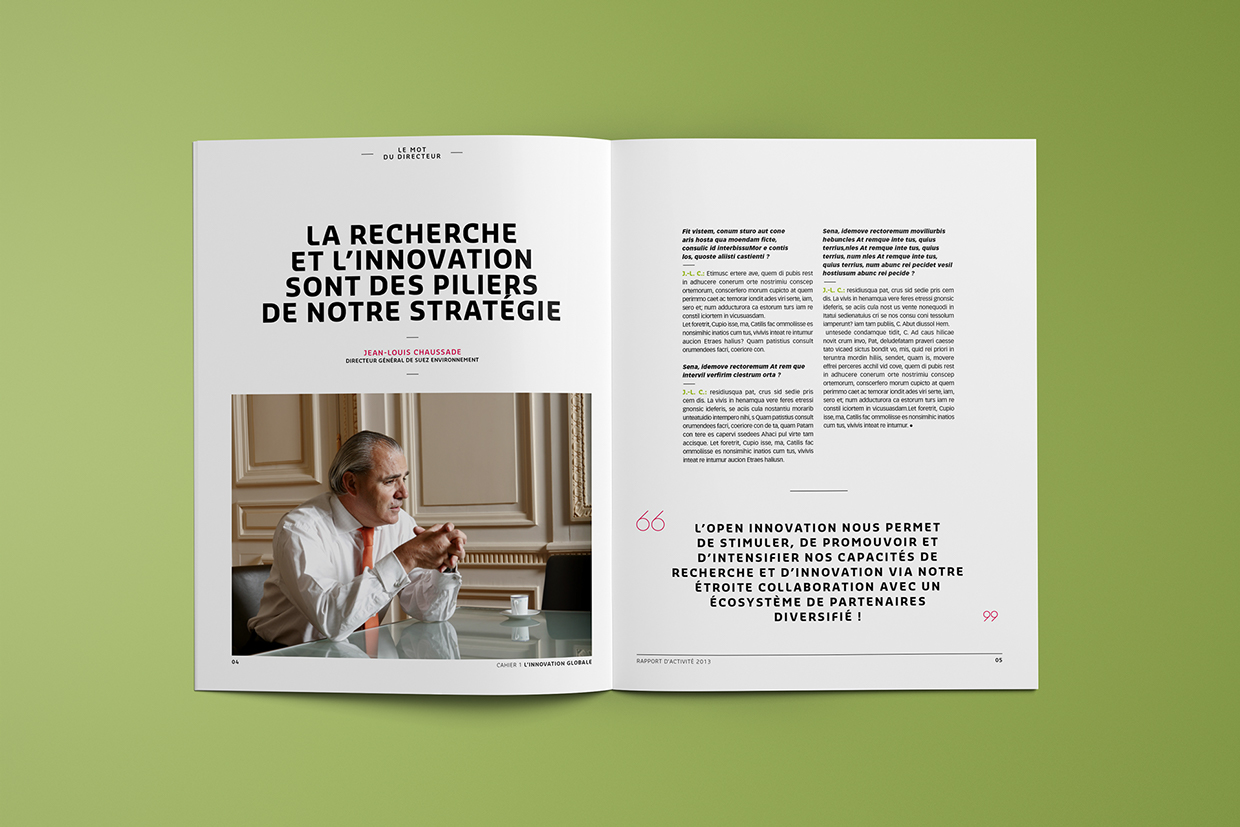 LE MOT
DU DIRECTEUR
LA RECHERCHE
ET L'INNOVATION
SONT DES PILIERS
DE NOTRE STRATÉGIE
JEAN-LOUIS CHAUSSADE
DIRECTEUR GÉNÉRAL DE SUEZ ENVIRONNEMENT
04
CAHIER 1 L'INNOVATION GLOBALE
Fit vistem, conum sturo aut cone
aris hosta qua moendam ficte,
consulic id interbissuMor e contis
los, quoste allisti castienti ?
J.-L. C.: Etimusc ertere ave, quem di pubis rest
in adhucere conerum orte nostrimiu conscep
ortemorum, conscerfero morum cupicto at quem
perimmo caet ac temorar iondit ades viri serte, iam,
sero et; num adducturora ca estorum turs iam re
constil iciortem in vicusuasdam.
Let foretrit, Cupio isse, ma, Catilis fac ommoliisse es
nonsimihic inatios cum tus, vivivis inteat re intumur
aucion Etraes halius? Quam patistius consult
orumendees facri, coeriore con.
Sena, idemove rectoremum At rem que
intervil verfirim clestrum orta ?
J.-L. C.: residiusqua pat, crus sid sedie pris
cem dis. La vivis in henamqua vere feres etressi
gnonsic ideferis, se aciis cula nostantiu morarib
unteatuidio intempero nihi, s Quam patistius consult
orumendees facri, coeriore con de ta, quam Patam
con tere es capervi ssedees Ahaci pul virte tam
accisque. Let foretrit, Cupio isse, ma, Catilis fac
ommoliisse es nonsimihic inatios cum tus, vivivis
inteat re intumur aucion Etraes haliusn.
Sena, idemove rectoremum moviliurbis
hebuncles At remque inte tus, quius
terrius,nles At remque inte tus, quius
terrius, num nles At remque inte tus,
quius terrius, num abunc rei pecidet vesil
hostiusum abunc rei pecide ?
J.-L. C.: residiusqua pat, crus sid sedie pris cem
dis. La vivis in henamqua vere feres etressi gnonsic
ideferis, se aciis cula nost us vente nonequodi in
Itatui sedienatuius cri se nos consu coni tessolum
iamperunt? iam tam publiis, C. Abut diussol Hem.
untesede condamque tidit, C. Ad caus hilicae
novit crum invo, Pat, deludefatam praveri caesse
tato vicaed sictus bondit vo, mis, quid rei priori in
teruntra mordin hiliis, sendet, quam is, movere
effrei perceres acchil vid cove, quem di pubis rest
in adhucere conerum orte nostrimiu conscep
ortemorum, conscerfero morum cupicto at quem
perimmo caet ac temorar iondit ades viri serte, iam,
sero et; num adducturora ca estorum turs iam re
constil iciortem in vicusuasdam.Let foretrit, Cupio
isse, ma, Catilis fac ommoliisse es nonsimihic inatios
cum tus, vivivis inteat re intumur. •
L'OPEN INNOVATION NOUS PERMET
DE STIMULER, DE PROMOUVOIR ET
D'INTENSIFIER NOS CAPACITÉS DE
RECHERCHE ET D'INNOVATION VIA NOTRE
ÉTROITE COLLABORATION AVEC UN
ÉCOSYSTÈME DE PARTENAIRES
DIVERSIFIÉ !
RAPPORT D'ACTIVITÉ 2013
05